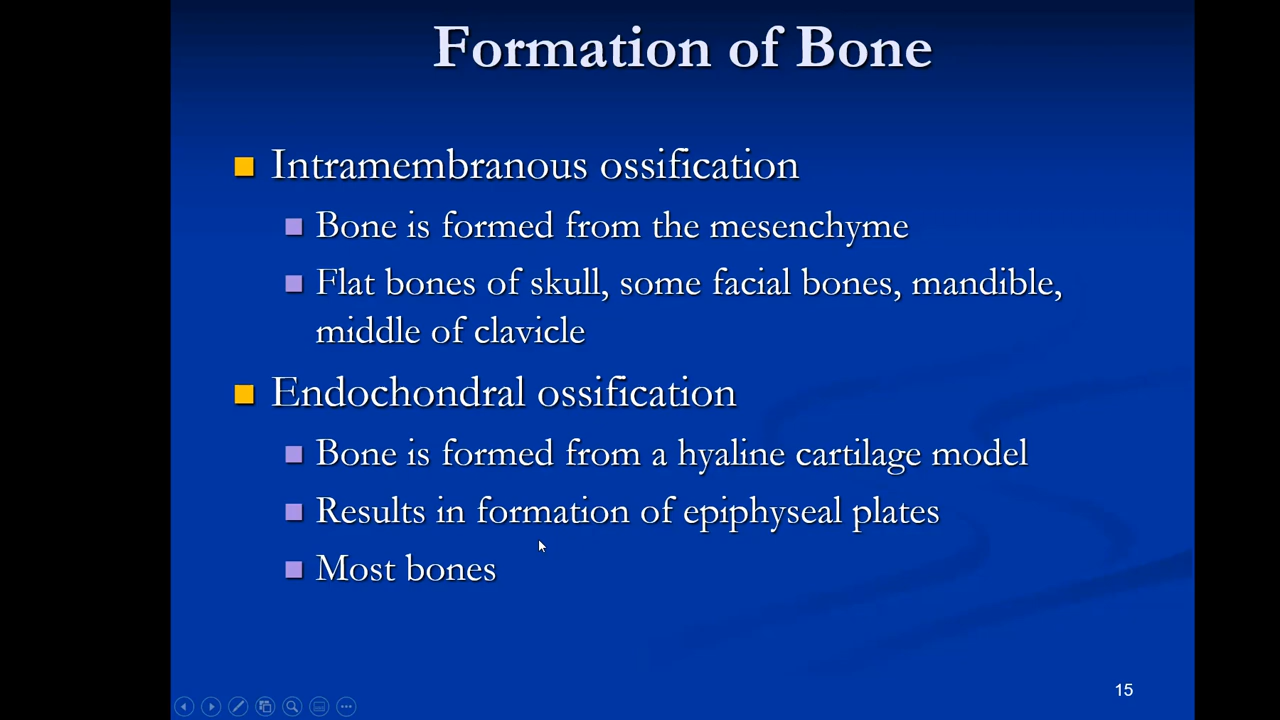 Formation of Bone
Intramembranous ossification
Bone is formed from the mesenchyme
Flat bones of skull, some facial bones, mandible,
middle of clavicle
Endochondral ossification
Bone is formed from a hyaline cartilage model
Results in formation of epiphyseal plates
Most bones
15